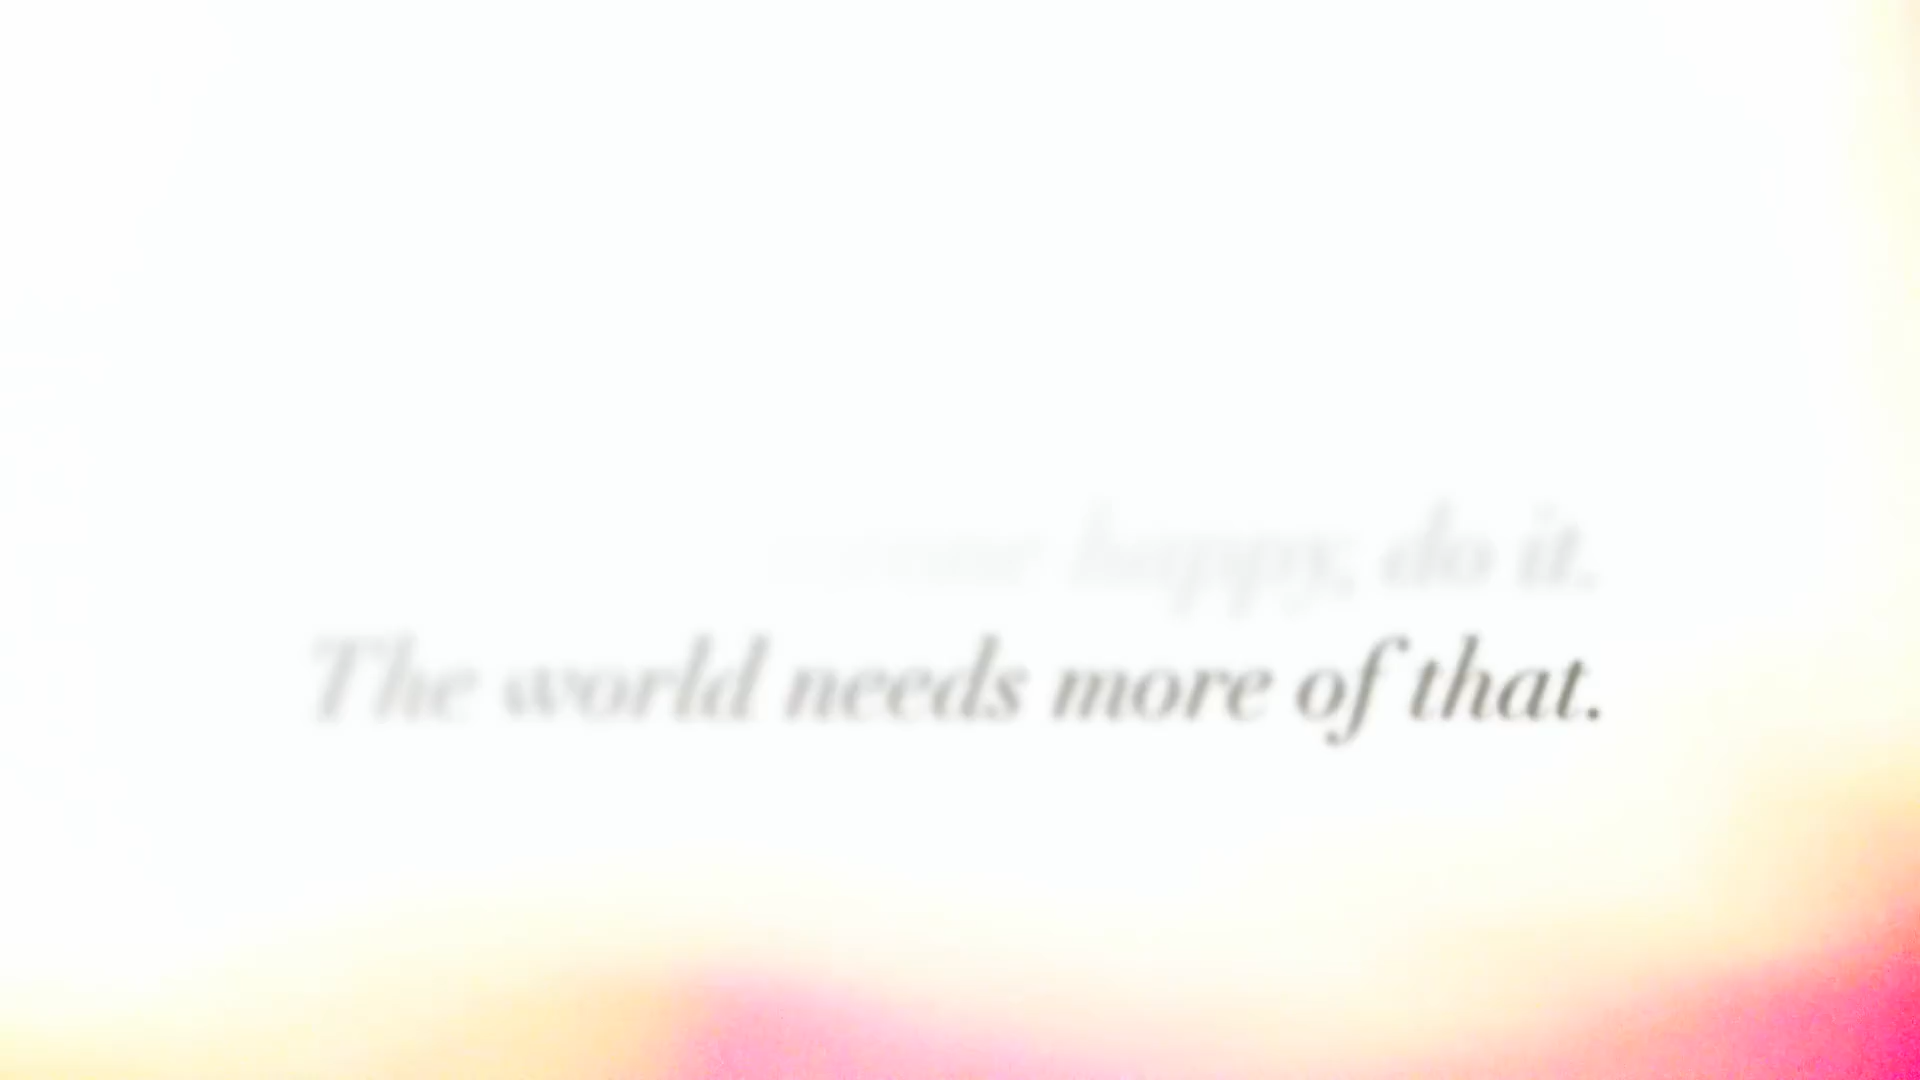 happy, do it.
The world needs more of that.